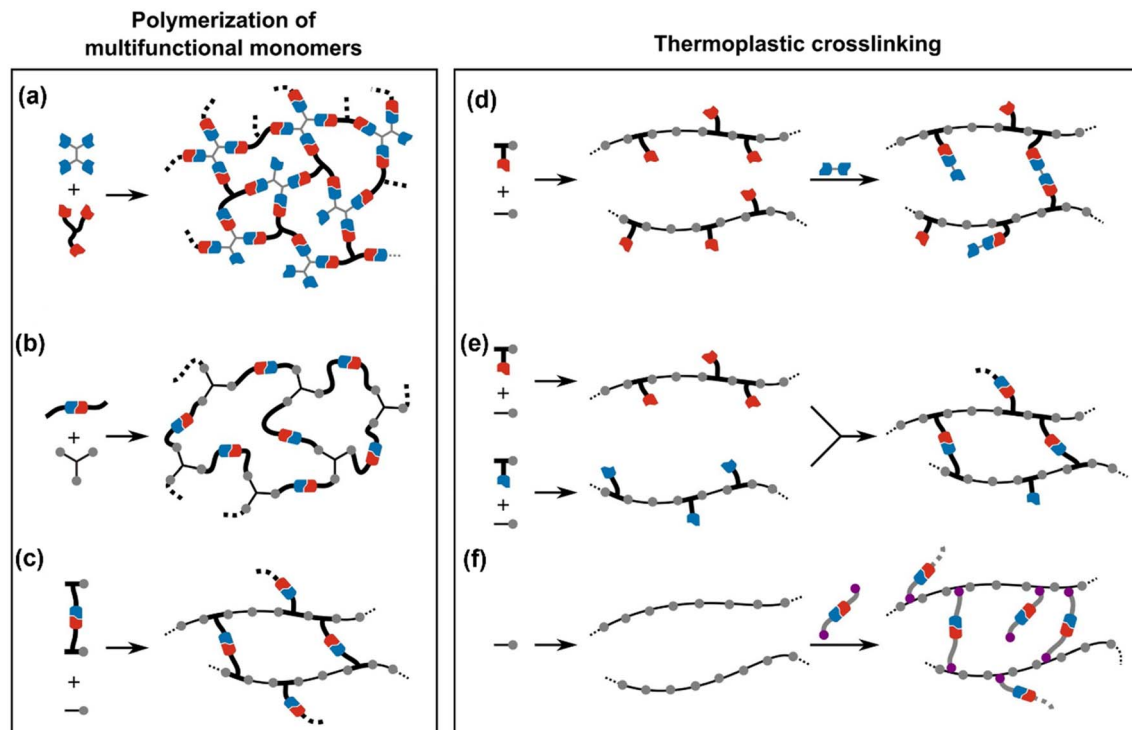 Polymerization of
multifunctional monomers
(a)
+
(b)
+
(c)
+
Thermoplastic crosslinking
(d)
+
(e)
+
+
(f)